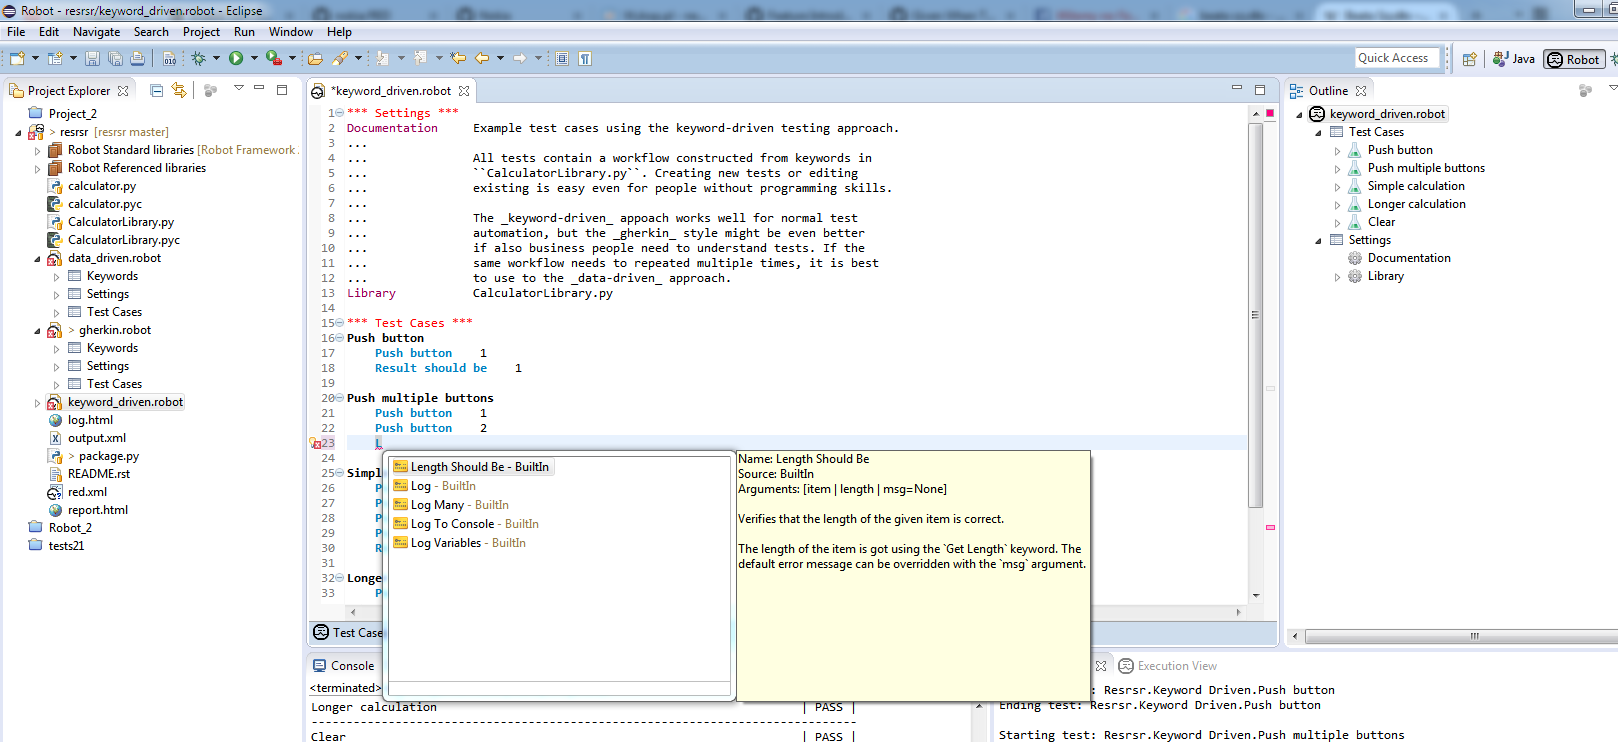 Robot - resrsr/keyword_driven.robot - Eclipse
File Edit Navigate Search Project Run Window Help
Quick Access
Java
Robot
Project Explorer
Project_2
> resrsr [resrsr master]
Robot Standard libraries [Robot Framework
Robot Referenced libraries
calculator.py
calculator.pyc
CalculatorLibrary.py
CalculatorLibrary.pyc
data_driven.robot
Keywords
Settings
Test Cases
> gherkin.robot
Keywords
Settings
Test Cases
keyword_driven.robot
log.html
output.xml
> package.py
README.rst
red.xml
report.html
Robot_2
tests21
*keyword_driven.robot
1 *** Settings ***
2 Documentation Example test cases using the keyword-driven testing approach.
3 ...
4 ... All tests contain a workflow constructed from keywords in
5 ... ``CalculatorLibrary.py``. Creating new tests or editing
6 ... existing is easy even for people without programming skills.
7 ...
8 ... The _keyword-driven_ appoach works well for normal test
9 ... automation, but the _gherkin_ style might be even better
10 ... if also business people need to understand tests. If the
11 ... same workflow needs to repeated multiple times, it is best
12 ... to use to the _data-driven_ approach.
13 Library CalculatorLibrary.py
14
15 *** Test Cases ***
16 Push button
17 Push button 1
18 Result should be 1
19
20 Push multiple buttons
21 Push button 1
22 Push button 2
23 L
24
25 Simpl
26 P
27 P
28 P
29 P
30 R
31
32 Longe
33 P
Length Should Be - BuiltIn
Log - BuiltIn
Log Many - BuiltIn
Log To Console - BuiltIn
Log Variables - BuiltIn
Name: Length Should Be
Source: BuiltIn
Arguments: [item | length | msg=None]
Verifies that the length of the given item is correct.
The length of the item is got using the `Get Length` keyword. The
default error message can be overridden with the `msg` argument.
Test Case
Console
<terminated>
Longer calculation | PASS |
------------------------------------------------------------------------------
Clear | PASS |
Execution View
: Resrsr.Keyword Driven.Push button
Ending test: Resrsr.Keyword Driven.Push button
Starting test: Resrsr.Keyword Driven.Push multiple buttons
Outline
keyword_driven.robot
Test Cases
Push button
Push multiple buttons
Simple calculation
Longer calculation
Clear
Settings
Documentation
Library